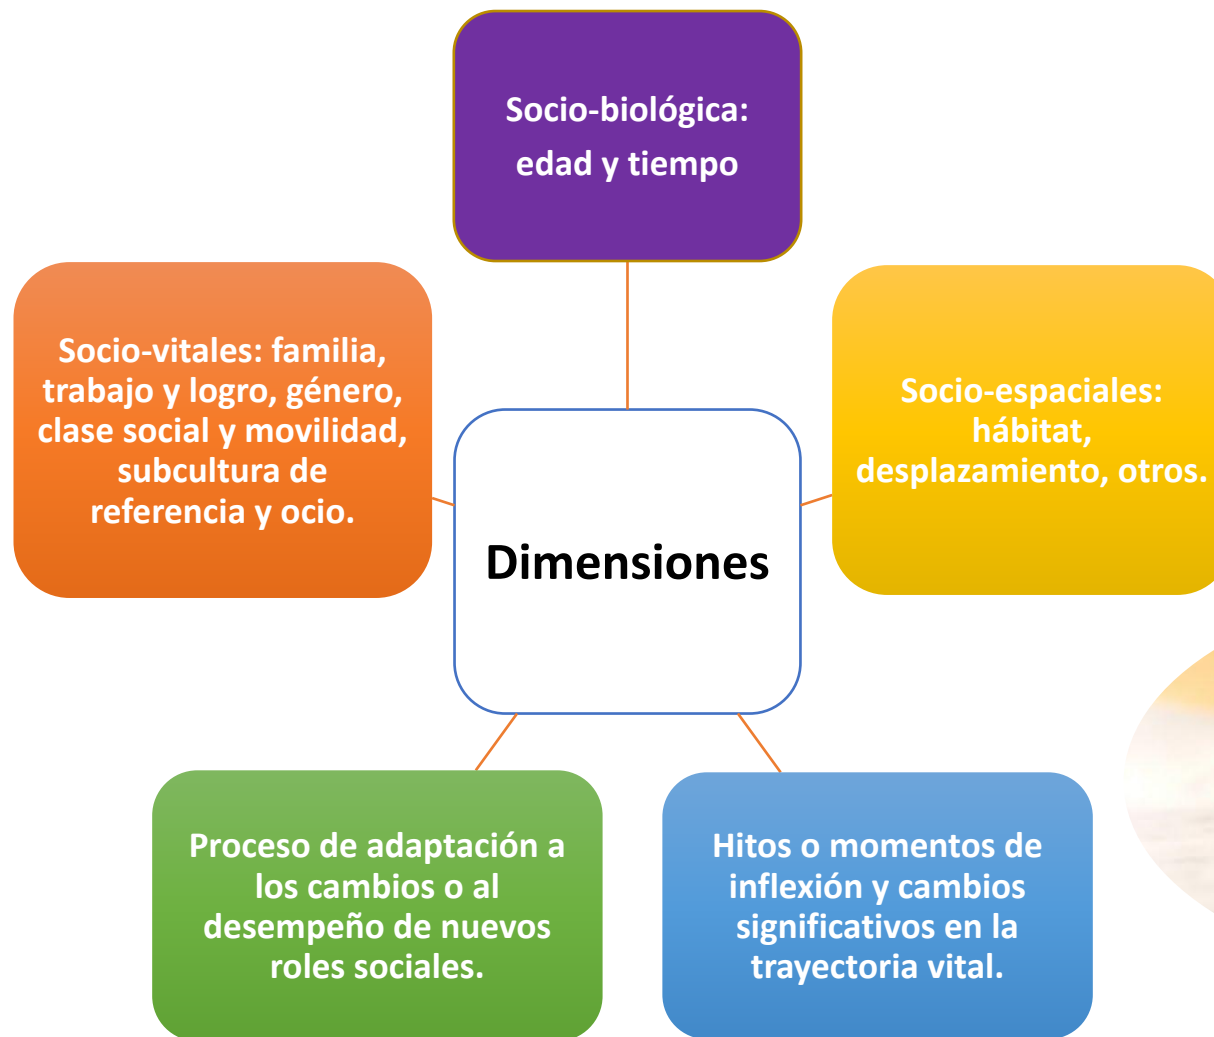 Socio-biológica:
edad y tiempo
Socio-vitales: familia,
trabajo y logro, género,
clase social y movilidad,
subcultura de
referencia y ocio.
Socio-espaciales:
hábitat,
desplazamiento, otros.
Dimensiones
Proceso de adaptación a
los cambios o al
desempeño de nuevos
roles sociales.
Hitos o momentos de
inflexión y cambios
significativos en la
trayectoria vital.